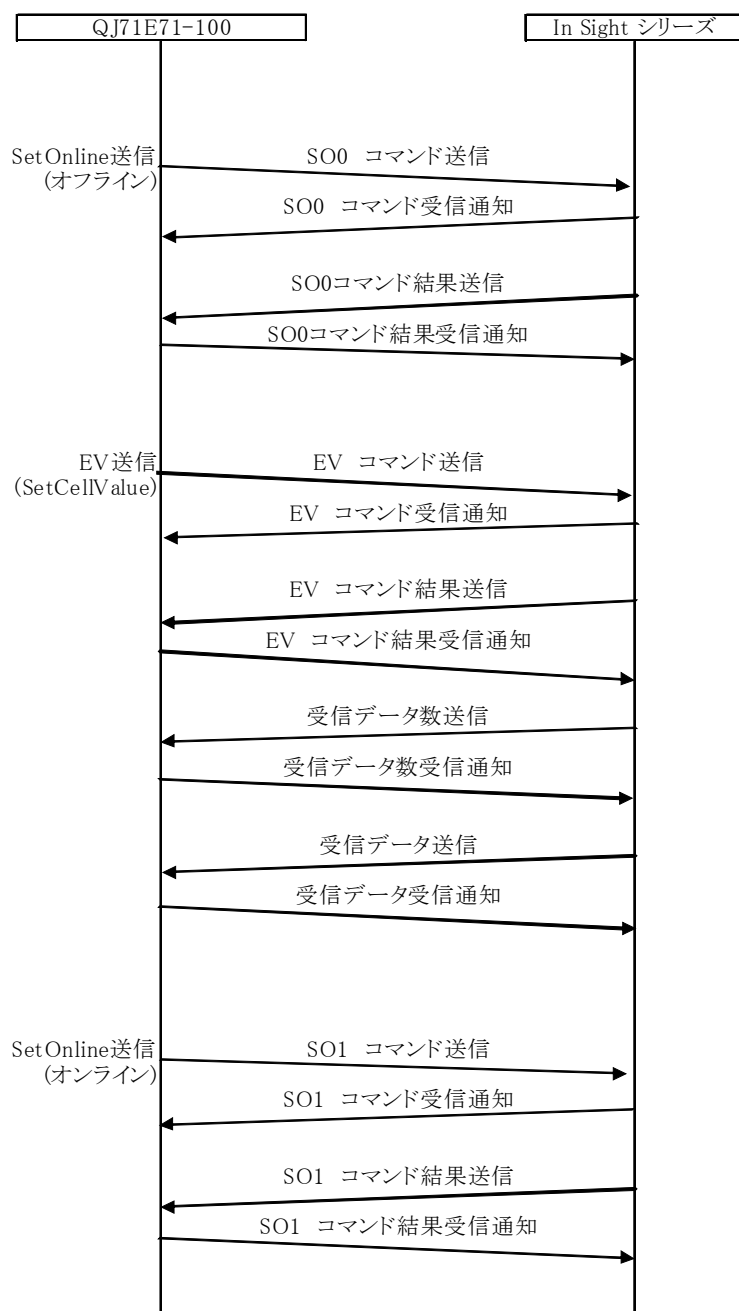 QJ71E71-100
In Sight シリーズ
SetOnline送信
(オフライン)
SO0 コマンド送信
SO0 コマンド受信通知
SO0コマンド結果送信
SO0コマンド結果受信通知
EV送信
(SetCellValue)
EV コマンド送信
EV コマンド受信通知
EV コマンド結果送信
EV コマンド結果受信通知
受信データ数送信
受信データ数受信通知
受信データ送信
受信データ受信通知
SetOnline送信
(オンライン)
SO1 コマンド送信
SO1 コマンド受信通知
SO1 コマンド結果送信
SO1 コマンド結果受信通知